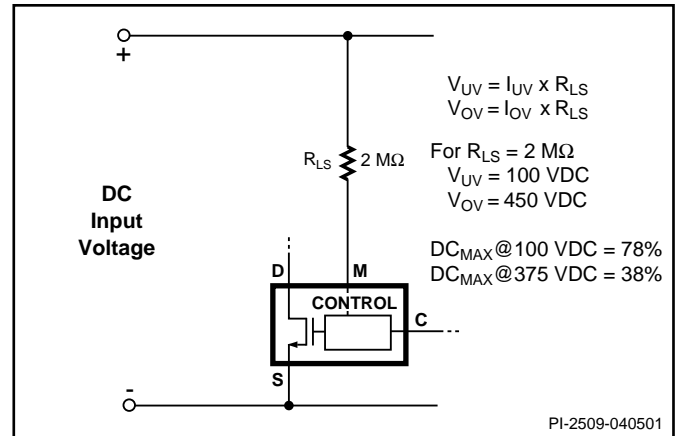 +
V_UV = I_UV x R_LS
V_OV = I_OV x R_LS
R_LS 2 MΩ
For R_LS = 2 MΩ
V_UV = 100 VDC
V_OV = 450 VDC
DC
Input
Voltage
DC_MAX@100 VDC = 78%
DC_MAX@375 VDC = 38%
D
M
CONTROL
C
S
-
PI-2509-040501